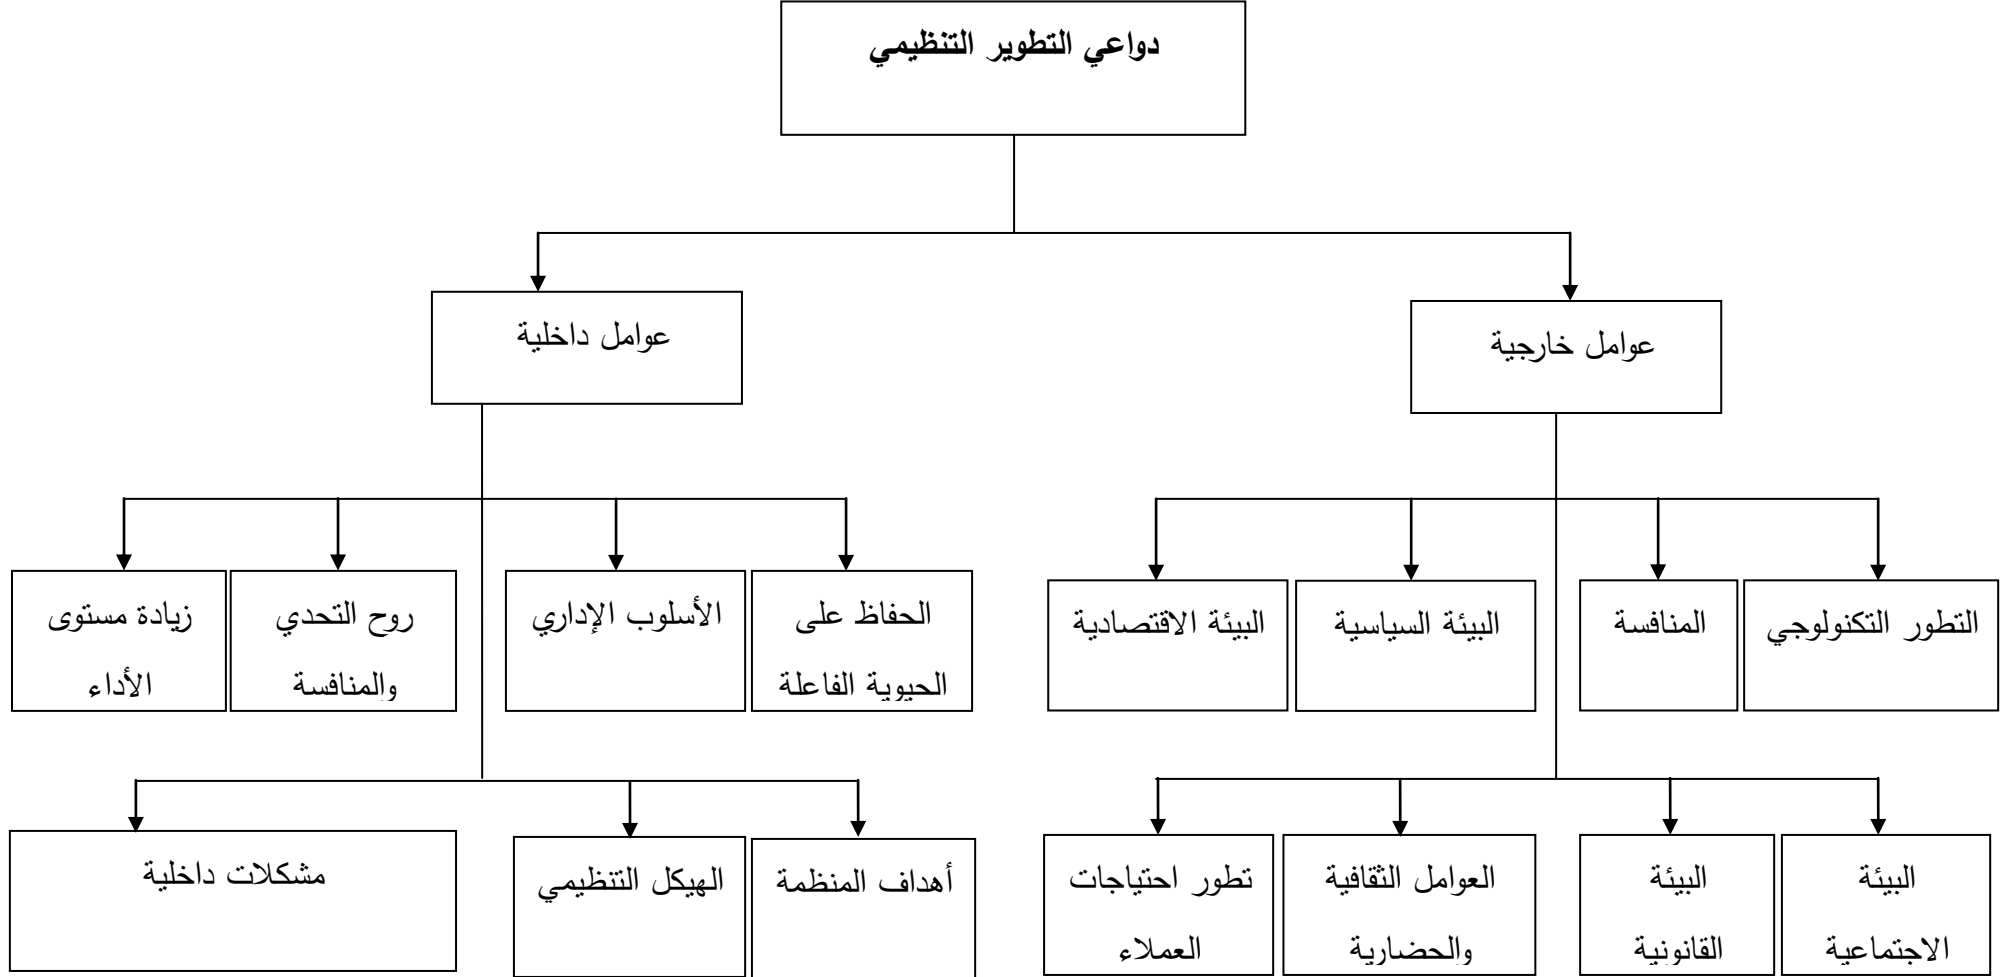 دواعي التطوير التنظيمي
عوامل خارجية
عوامل داخلية
التطور التكنولوجي
المنافسة
البيئة السياسية
البيئة الاقتصادية
الحفاظ على
الحيوية الفاعلة
الأسلوب الإداري
روح التحدي
والمنافسة
زيادة مستوى
الأداء
البيئة
الاجتماعية
البيئة
القانونية
العوامل الثقافية
والحضارية
تطور احتياجات
العملاء
أهداف المنظمة
الهيكل التنظيمي
مشكلات داخلية